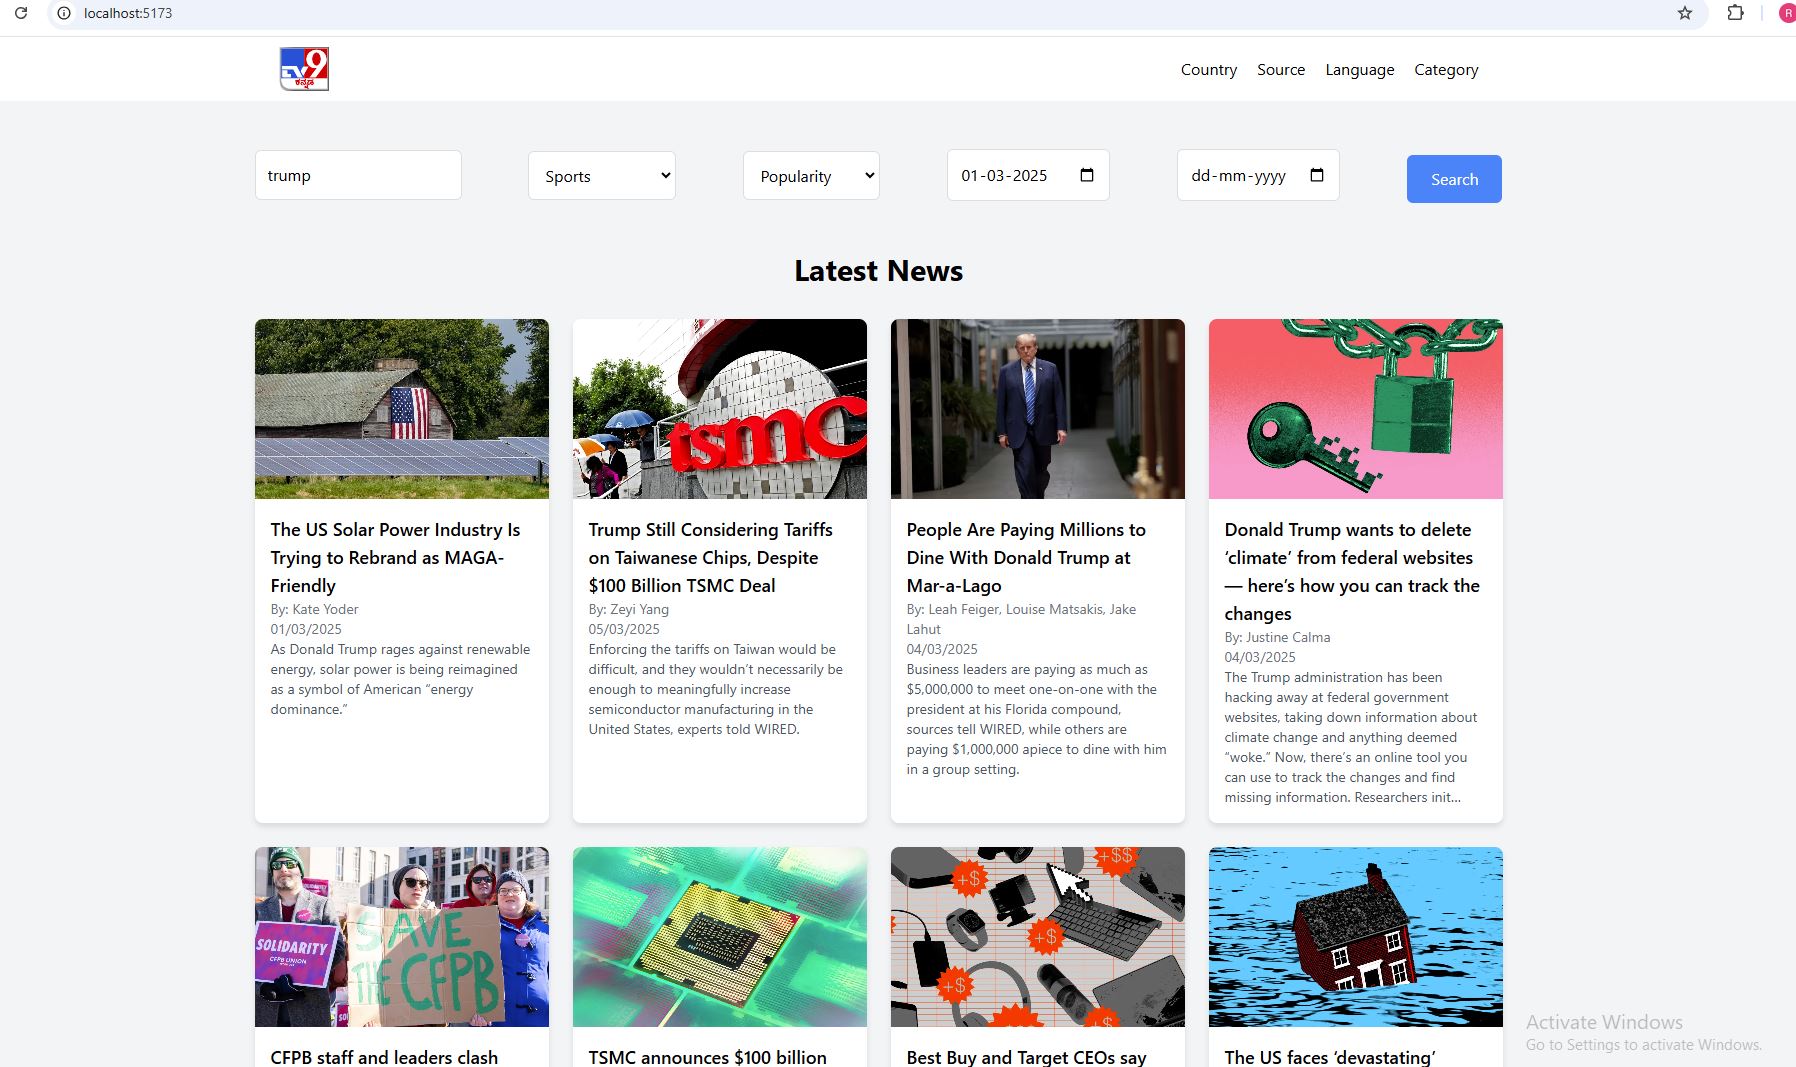 localhost:5173
R
TV9
ಕನ್ನಡ
Country Source Language Category
trump
Sports
Popularity
01-03-2025
dd-mm-yyyy
Search
Latest News
tsmc
The US Solar Power Industry Is
Trying to Rebrand as MAGA-
Friendly
By: Kate Yoder
01/03/2025
As Donald Trump rages against renewable
energy, solar power is being reimagined
as a symbol of American “energy
dominance.”
Trump Still Considering Tariffs
on Taiwanese Chips, Despite
$100 Billion TSMC Deal
By: Zeyi Yang
05/03/2025
Enforcing the tariffs on Taiwan would be
difficult, and they wouldn’t necessarily be
enough to meaningfully increase
semiconductor manufacturing in the
United States, experts told WIRED.
People Are Paying Millions to
Dine With Donald Trump at
Mar-a-Lago
By: Leah Feiger, Louise Matsakis, Jake
Lahut
04/03/2025
Business leaders are paying as much as
$5,000,000 to meet one-on-one with the
president at his Florida compound,
sources tell WIRED, while others are
paying $1,000,000 apiece to dine with him
in a group setting.
Donald Trump wants to delete
‘climate’ from federal websites
— here’s how you can track the
changes
By: Justine Calma
04/03/2025
The Trump administration has been
hacking away at federal government
websites, taking down information about
climate change and anything deemed
“woke.” Now, there’s an online tool you
can use to track the changes and find
missing information. Researchers init…
SOLIDARITY
SOLIDARITY
CFPB UNION
SAVE
THE CFPB
+$
+$$
+$
+$
+$
CFPB staff and leaders clash
TSMC announces $100 billion
Best Buy and Target CEOs say
The US faces ‘devastating’
Activate Windows
Go to Settings to activate Windows.